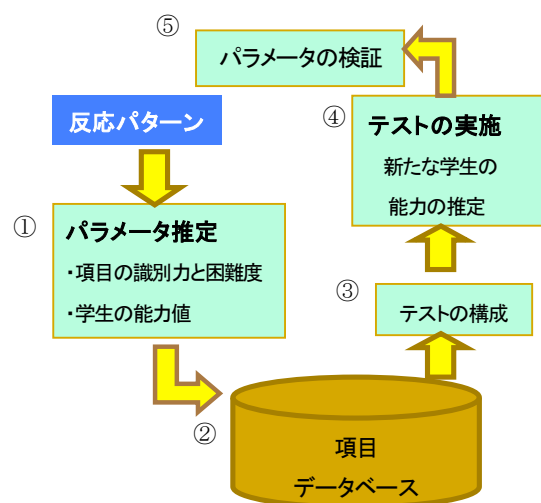 ⑤
パラメータの検証
反応パターン
④
テストの実施
新たな学生の
能力の推定
①
パラメータ推定
・項目の識別力と困難度
・学生の能力値
③
テストの構成
②
項目
データベース